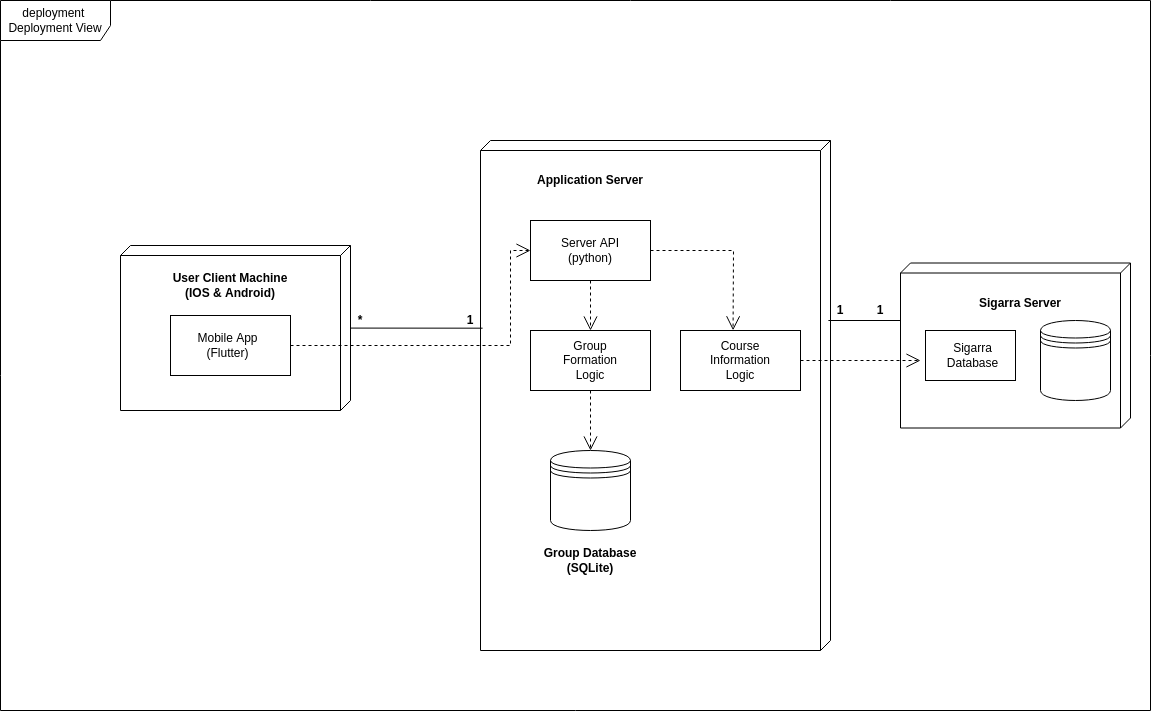 deployment
Deployment View
Application Server
Server API
(python)
User Client Machine
(IOS & Android)
Mobile App
(Flutter)
*
1
1
1
Sigarra Server
Group
Formation
Logic
Course
Information
Logic
Sigarra
Database
Group Database
(SQLite)